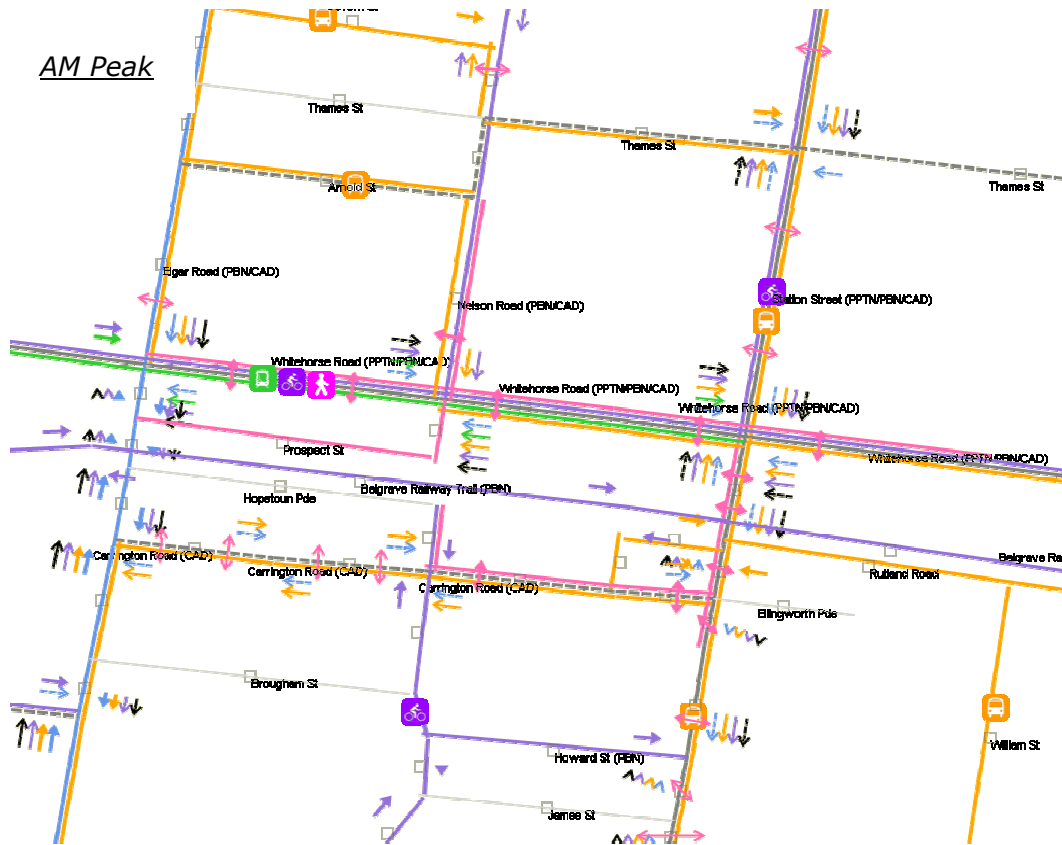 AM Peak
Thames St
Thames St
Thames St
Arnold St
Elgar Road (PBN/CAD)
Station Street (PPTN/PBN/CAD)
Nelson Road (PBN/CAD)
Whitehorse Road (PPTN/PBN/CAD)
Whitehorse Road (PPTN/PBN/CAD)
Whitehorse Road (PPTN/PBN/CAD)
Whitehorse Road (PPTN/PBN/CAD)
Prospect St
Belgrave Railway Trail (PBN)
Hopetoun Pde
Carrington Road (CAD)
Carrington Road (CAD)
Carrington Road (CAD)
Belgrave Ra
Rutland Road
Ellingworth Pde
Brougham St
Howard St (PBN)
William St
James St